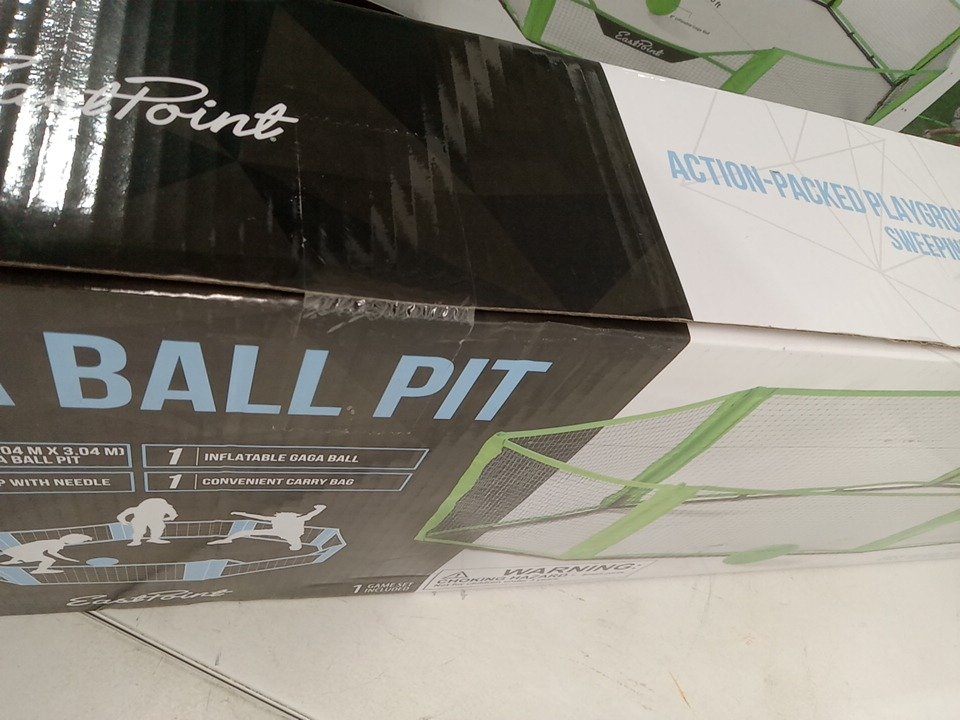 EastPoint
EastPoint
ACTION-PACKED PLAYGROU
SWEEPIN
A BALL PIT
04 M X 3.04 M)
A BALL PIT
1 INFLATABLE GAGA BALL
P WITH NEEDLE
1 CONVENIENT CARRY BAG
1 GAME SET
INCLUDED
EastPoint
WARNING:
CHOKING HAZARD